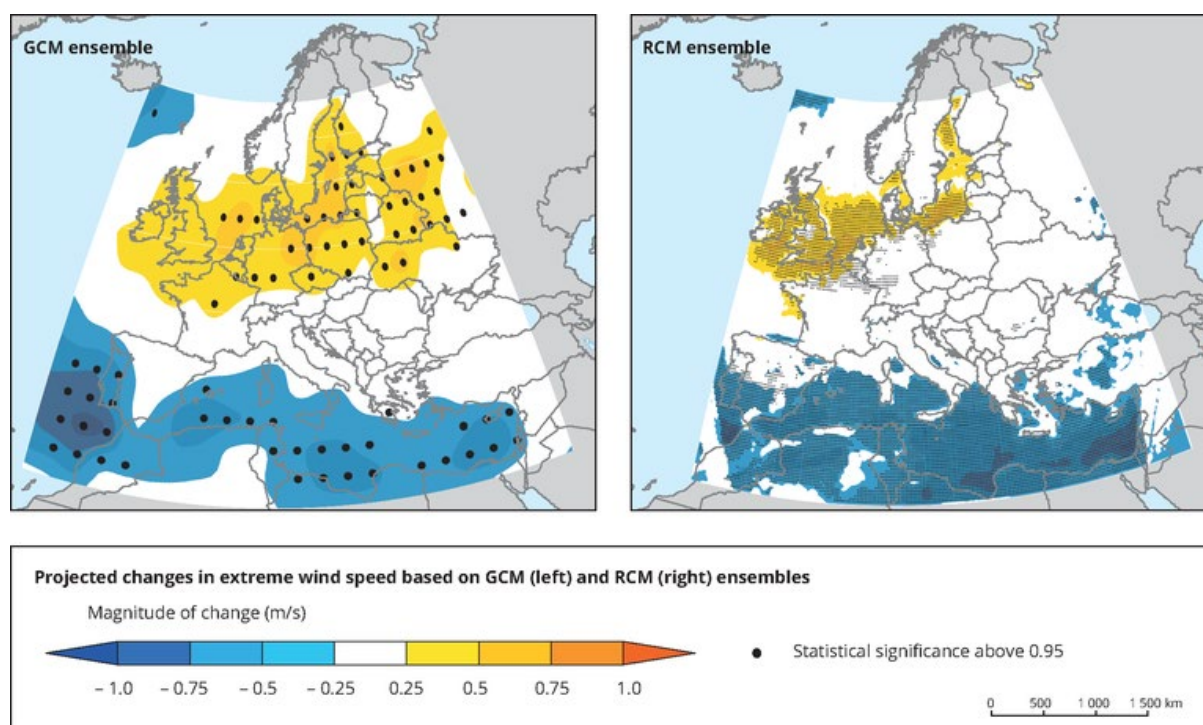 GCM ensemble
RCM ensemble
Projected changes in extreme wind speed based on GCM (left) and RCM (right) ensembles
Magnitude of change (m/s)
– 1.0 – 0.75 – 0.5 – 0.25 0.25 0.5 0.75 1.0
Statistical significance above 0.95
0 500 1 000 1 500 km